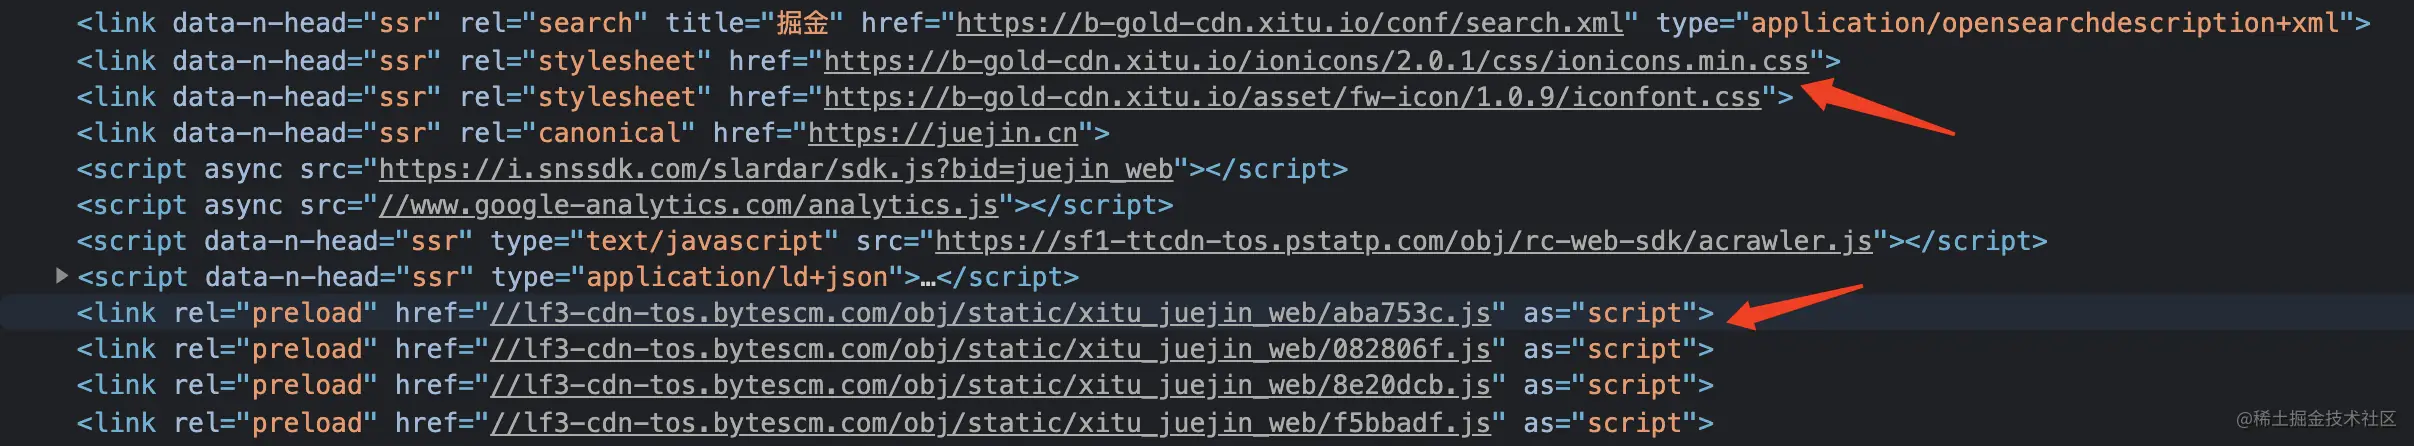 <link data-n-head="ssr" rel="search" title="掘金" href="https://b-gold-cdn.xitu.io/conf/search.xml" type="application/opensearchdescription+xml">
<link data-n-head="ssr" rel="stylesheet" href="https://b-gold-cdn.xitu.io/ionicons/2.0.1/css/ionicons.min.css">
<link data-n-head="ssr" rel="stylesheet" href="https://b-gold-cdn.xitu.io/asset/fw-icon/1.0.9/iconfont.css">
<link data-n-head="ssr" rel="canonical" href="https://juejin.cn">
<script async src="https://i.snssdk.com/slardar/sdk.js?bid=juejin_web"></script>
<script async src="//www.google-analytics.com/analytics.js"></script>
<script data-n-head="ssr" type="text/javascript" src="https://sf1-ttcdn-tos.pstatp.com/obj/rc-web-sdk/acrawler.js"></script>
<script data-n-head="ssr" type="application/ld+json">…</script>
<link rel="preload" href="//lf3-cdn-tos.bytescm.com/obj/static/xitu_juejin_web/aba753c.js" as="script">
<link rel="preload" href="//lf3-cdn-tos.bytescm.com/obj/static/xitu_juejin_web/082806f.js" as="script">
<link rel="preload" href="//lf3-cdn-tos.bytescm.com/obj/static/xitu_juejin_web/8e20dcb.js" as="script">
<link rel="preload" href="//lf3-cdn-tos.bytescm.com/obj/static/xitu_juejin_web/f5bbadf.js" as="script">
@稀土掘金技术社区